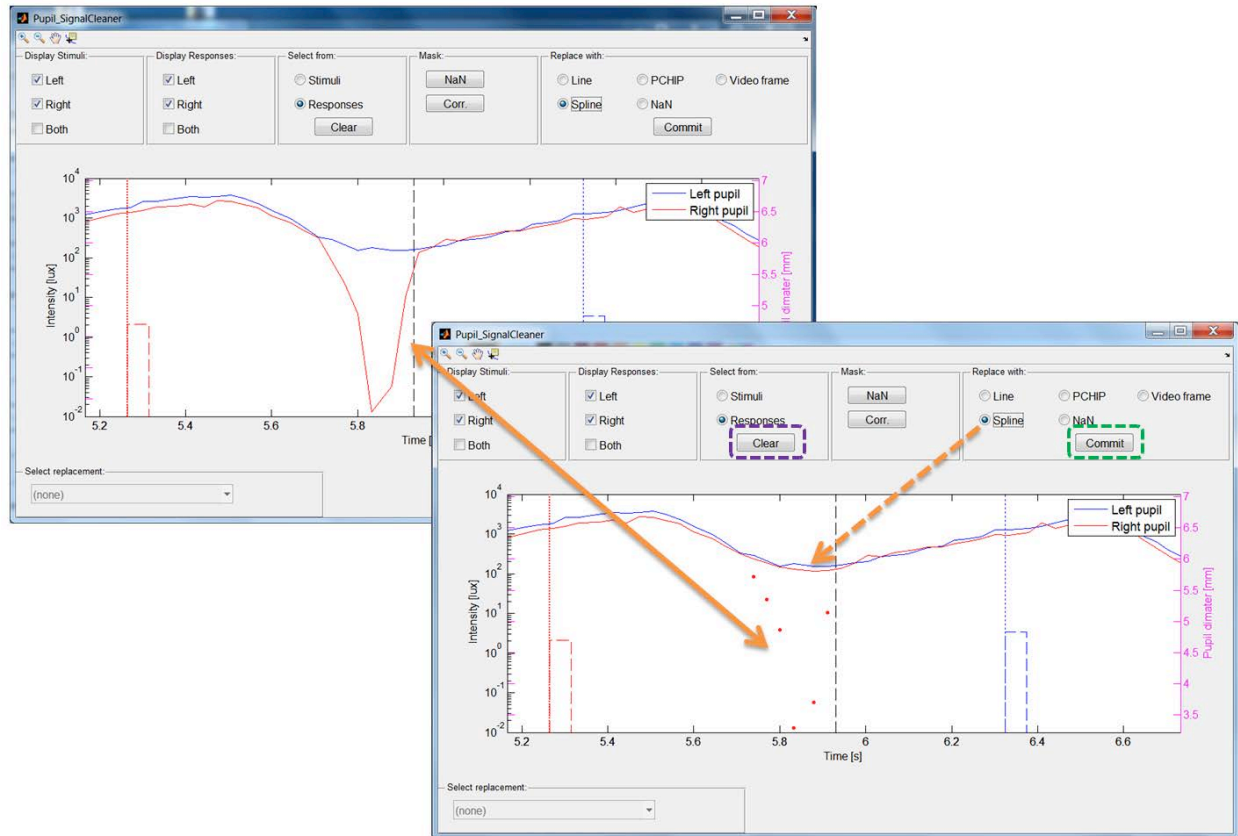 Pupil_SignalCleaner
Display Stimuli: Display Responses: Select from: Mask: Replace with:
Left Left Stimuli NaN Line PCHIP Video frame
Right Right Responses Corr. Spline NaN
Both Both Clear Commit
10^4 7
10^3 6.5
10^2 6
10^1 5.5
10^0 5
10^-1
10^-2
Intensity [lux]
Left pupil
Right pupil
Pupil dimater [mm]
5.2 5.4 5.6 5.8
Time [
Select replacement:
(none)
Pupil_SignalCleaner
Display Stimuli: Display Responses: Select from: Mask: Replace with:
Left Left Stimuli NaN Line PCHIP Video frame
Right Right Responses Corr. Spline NaN
Both Both Clear Commit
10^4 7
10^3 6.5
10^2 6
10^1 5.5
10^0 5
10^-1 4.5
10^-2 4
3.5
Intensity [lux]
Left pupil
Right pupil
Pupil dimater [mm]
5.2 5.4 5.6 5.8 6 6.2 6.4 6.6
Time [s]
Select replacement:
(none)